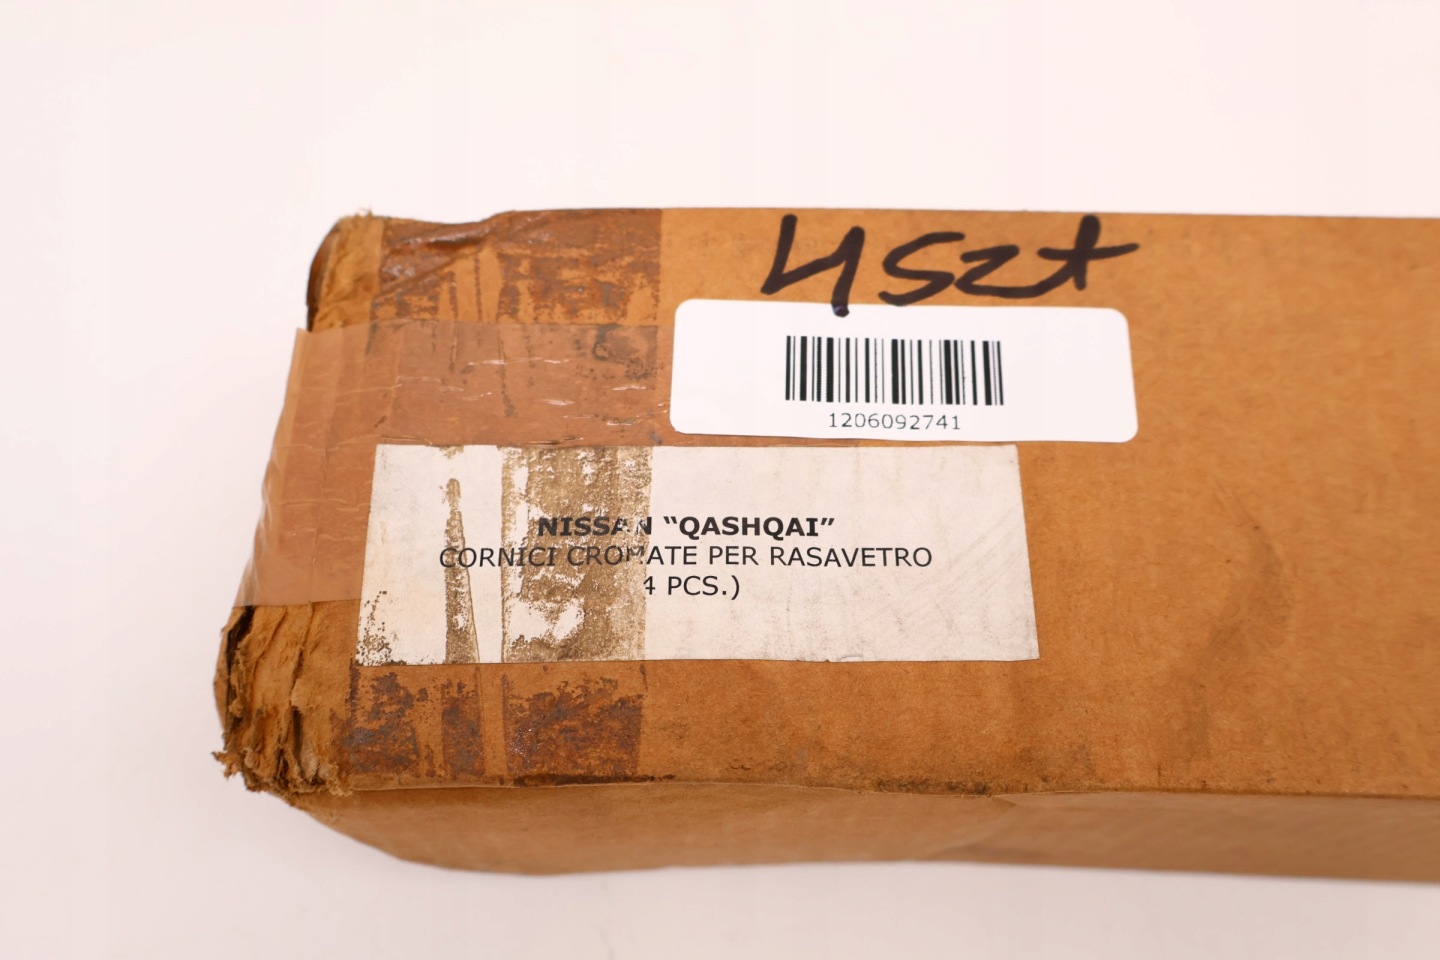 4szt
1206092741
NISSAN “QASHQAI”
CORNICI CROMATE PER RASAVETRO
4 PCS.)